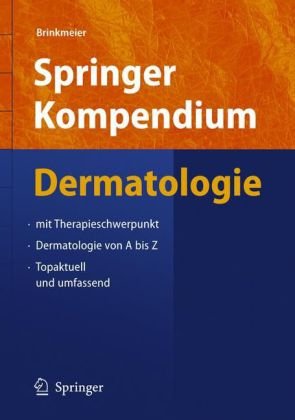 Brinkmeier
Springer
Kompendium
Dermatologie
· mit Therapieschwerpunkt
· Dermatologie von A bis Z
· Topaktuell
und umfassend
Springer